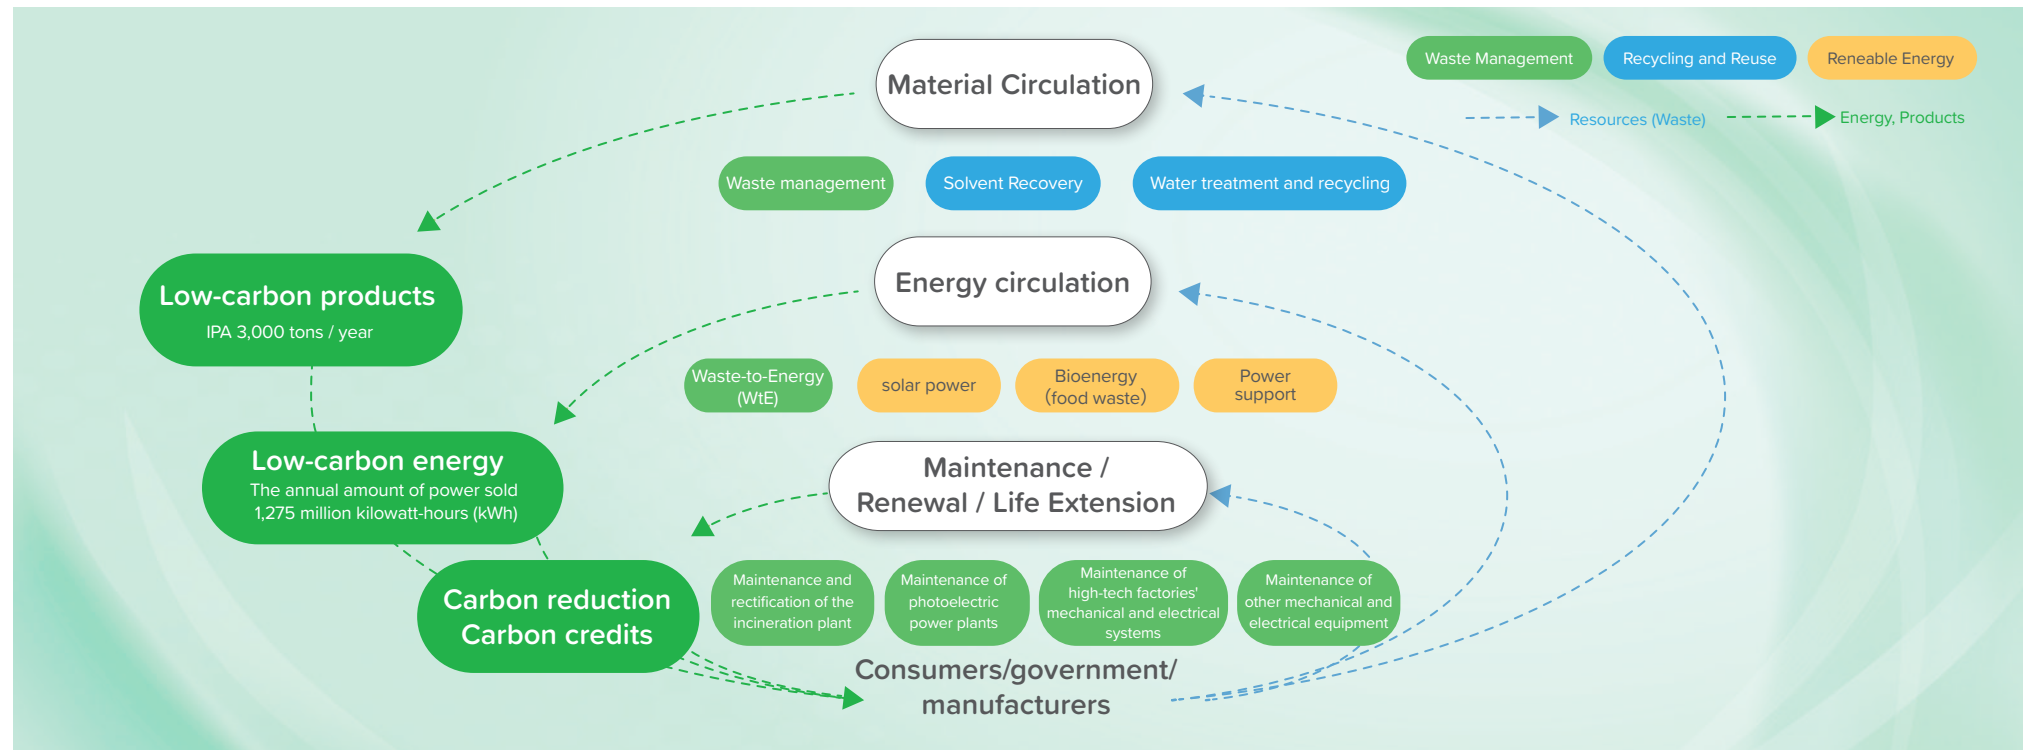 Material Circulation
Waste Management
Recycling and Reuse
Reneable Energy
Resources (Waste)
Energy, Products
Waste management
Solvent Recovery
Water treatment and recycling
Energy circulation
Low-carbon products
IPA 3,000 tons / year
Waste-to-Energy
(WtE)
solar power
Bioenergy
(food waste)
Power
support
Low-carbon energy
The annual amount of power sold
1,275 million kilowatt-hours (kWh)
Maintenance /
Renewal / Life Extension
Carbon reduction
Carbon credits
Maintenance and
rectification of the
incineration plant
Maintenance of
photoelectric
power plants
Maintenance of
high-tech factories'
mechanical and electrical
systems
Maintenance of
other mechanical and
electrical equipment
Consumers/government/
manufacturers